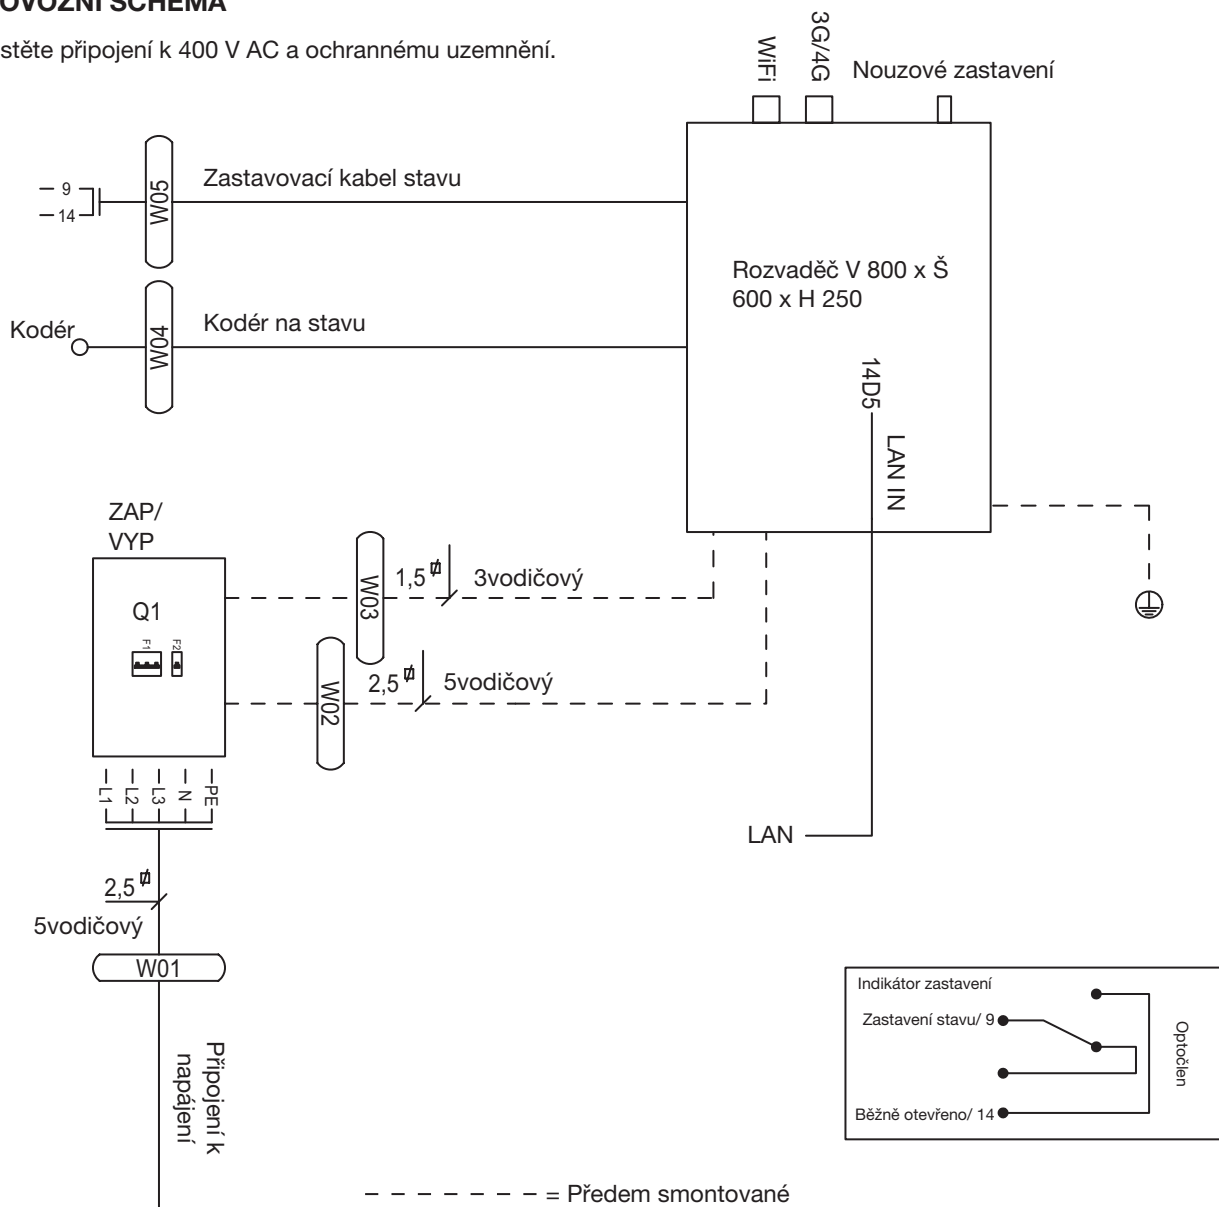 OVOZNÍ SCHÉMA
stěte připojení k 400 V AC a ochrannému uzemnění.
WiFi
3G/4G
Nouzové zastavení
9
14
W05
Zastavovací kabel stavu
Rozvaděč V 800 x Š
600 x H 250
Kodér
W04
Kodér na stavu
14D5
LAN IN
ZAP/
VYP
Q1
F1
F2
W03
1,5
3vodičový
W02
2,5
5vodičový
L1
L2
L3
N
PE
LAN
2,5
5vodičový
W01
Připojení k
napájení
Indikátor zastavení
Zastavení stavu/ 9
Běžně otevřeno/ 14
Optočlen
= Předem smontované